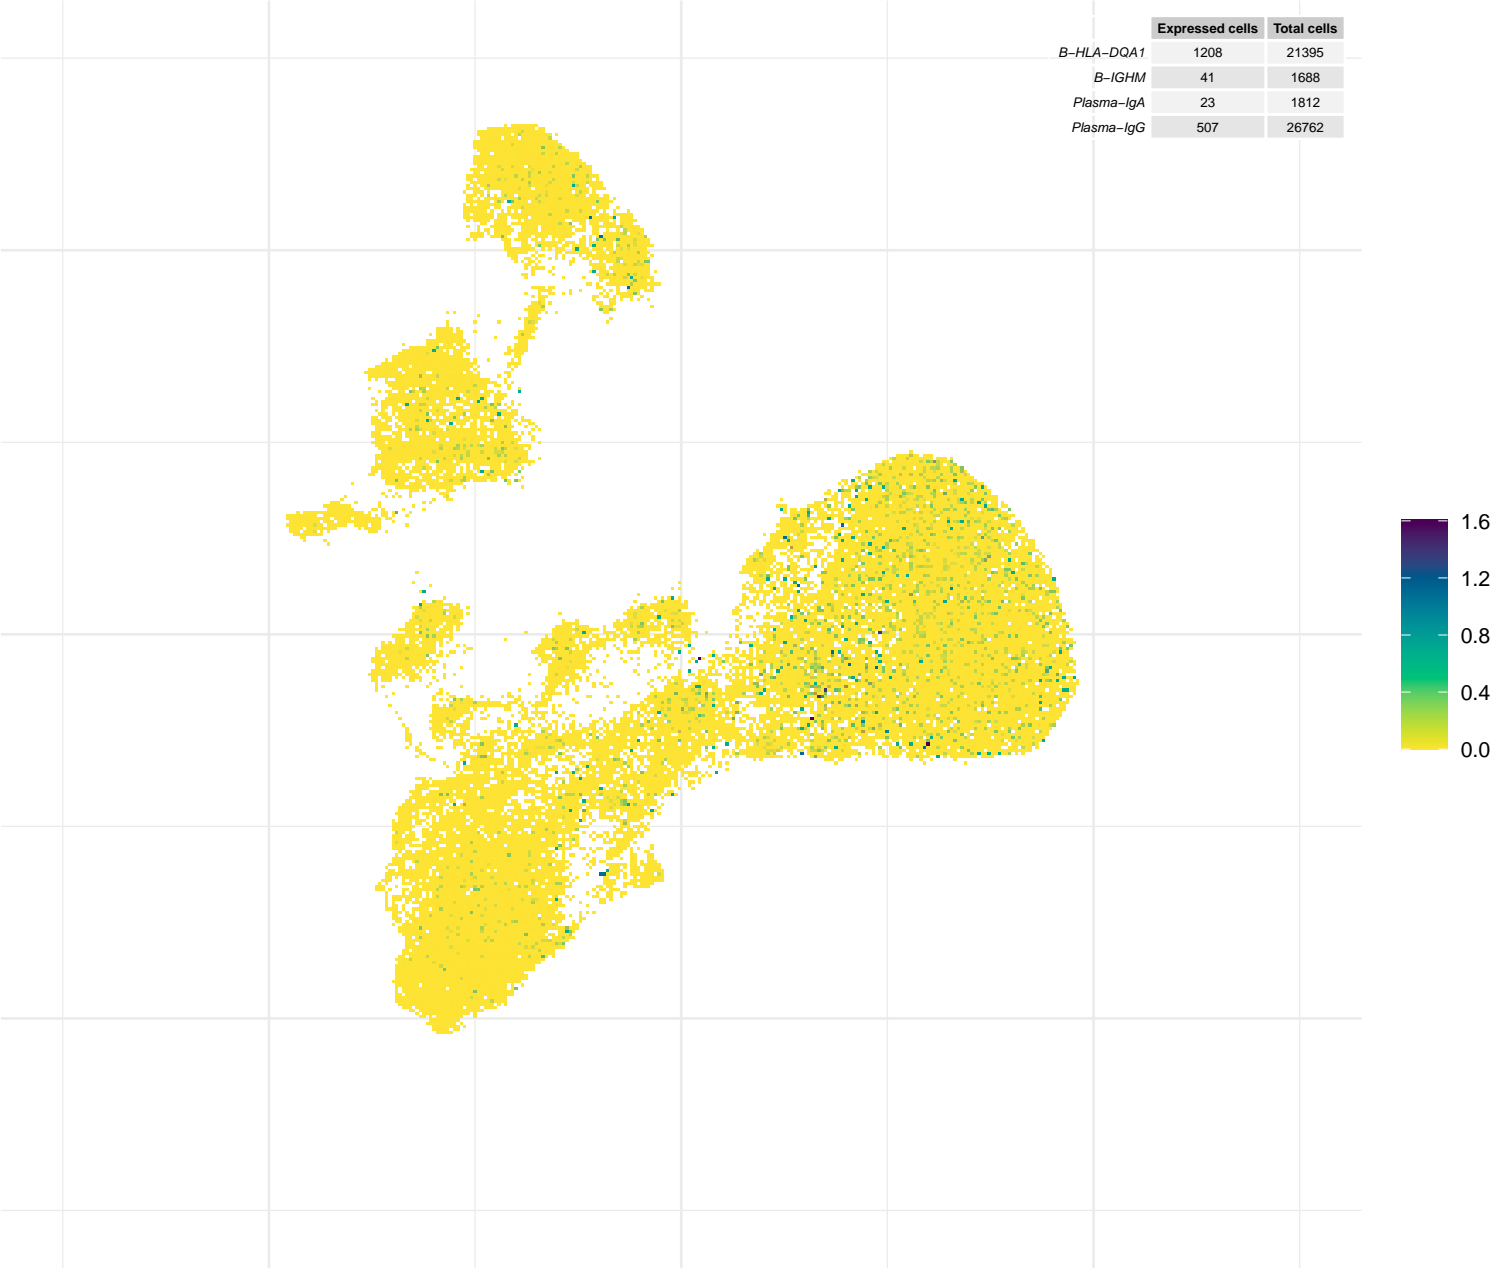 Expressed cells Total cells
B−HLA−DQA1 1208 21395
B−IGHM 41 1688
Plasma−IgA 23 1812
Plasma−IgG 507 26762
1.6
1.2
0.8
0.4
0.0